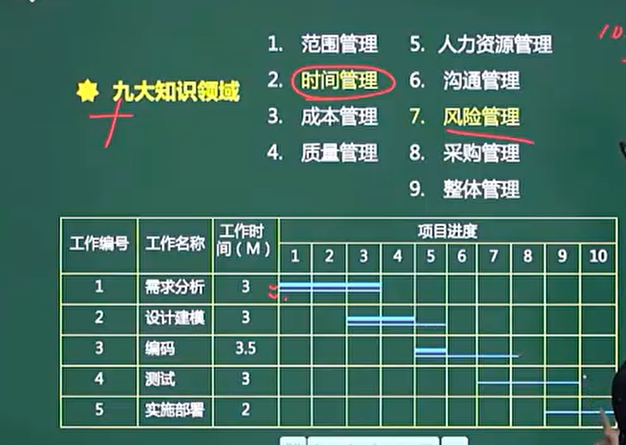 九大知识领域
十
1. 范围管理
2. 时间管理
3. 成本管理
4. 质量管理
5. 人力资源管理
6. 沟通管理
7. 风险管理
8. 采购管理
9. 整体管理
10
工作编号 工作名称 工作时间（M） 项目进度
1 2 3 4 5 6 7 8 9 10
1 需求分析 3
2 设计建模 3
3 编码 3.5
4 测试 3
5 实施部署 2